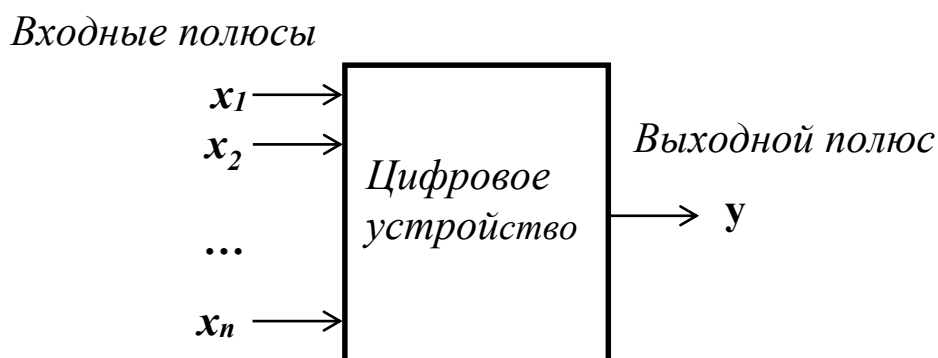 Входные полюсы
x1
x2
Цифровое
устройство
Выходной полюс
y
...
xn